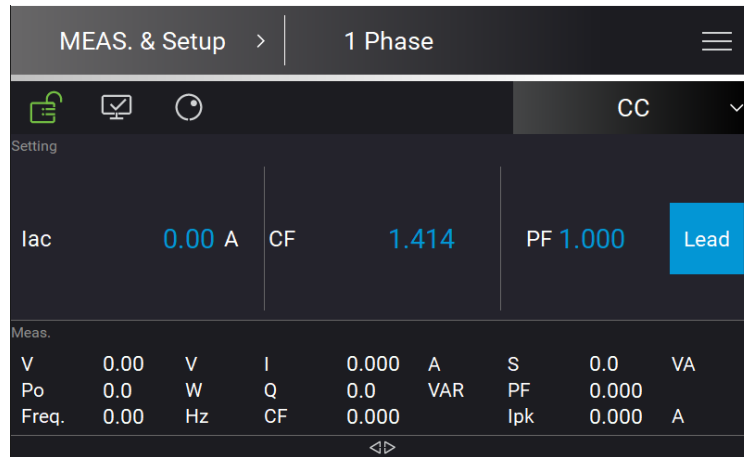 MEAS. & Setup > 1 Phase
CC
Setting
Iac 0.00 A CF 1.414 PF 1.000 Lead
Meas.
V 0.00 V I 0.000 A S 0.0 VA
Po 0.0 W Q 0.0 VAR PF 0.000
Freq. 0.00 Hz CF 0.000 Ipk 0.000 A